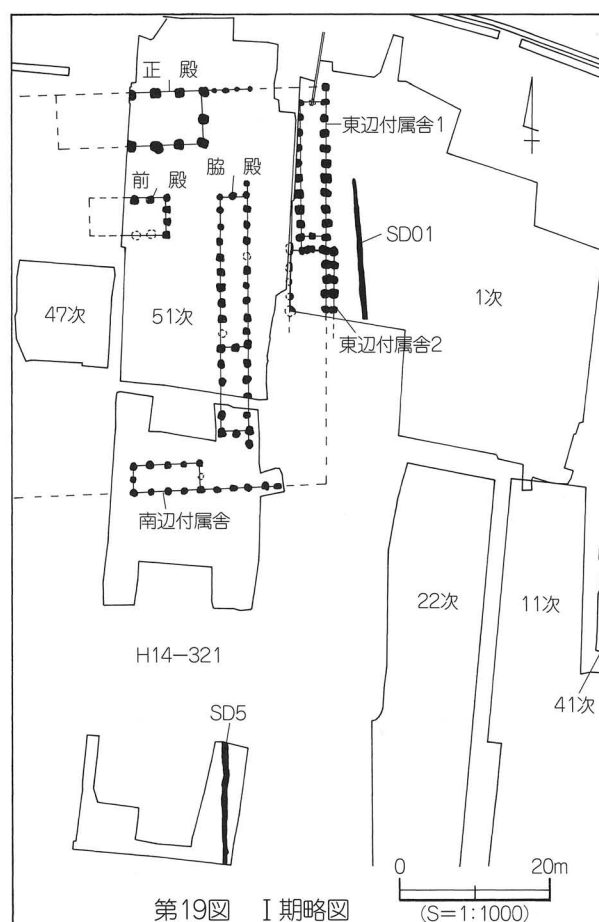 正 殿
東辺付属舎1
前 殿
脇 殿
SD01
47次
51次
1次
東辺付属舎2
南辺付属舎
22次
11次
H14-321
41次
SD5
0 20m
(S=1:1000)
第19図 Ⅰ期略図